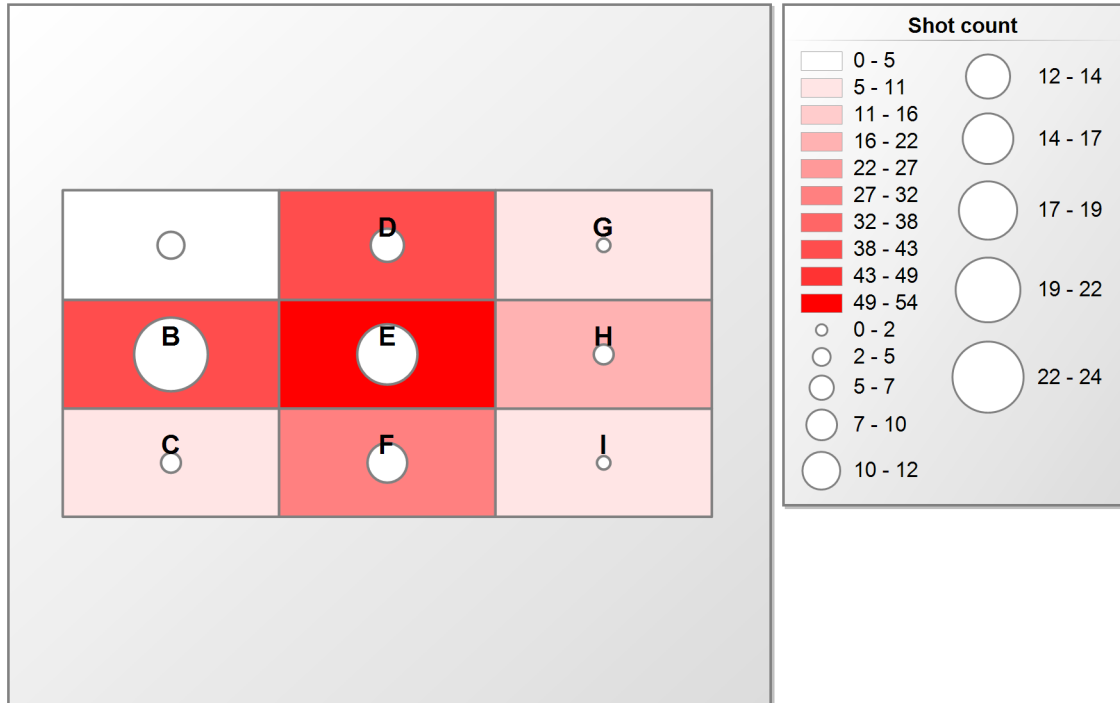 D
G
B
E
H
C
F
I
Shot count
0 - 5
5 - 11
11 - 16
16 - 22
22 - 27
27 - 32
32 - 38
38 - 43
43 - 49
49 - 54
0 - 2
2 - 5
5 - 7
7 - 10
10 - 12
12 - 14
14 - 17
17 - 19
19 - 22
22 - 24